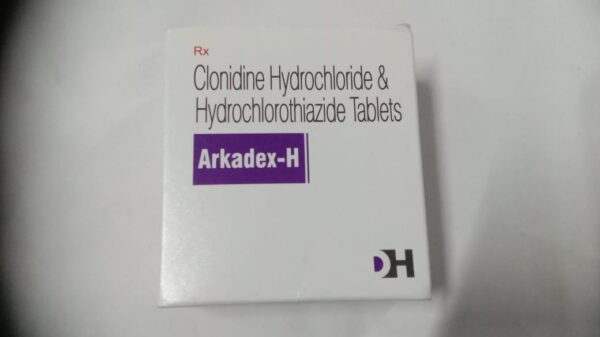 Rx
Clonidine Hydrochloride &
Hydrochlorothiazide Tablets
Arkadex-H
DH